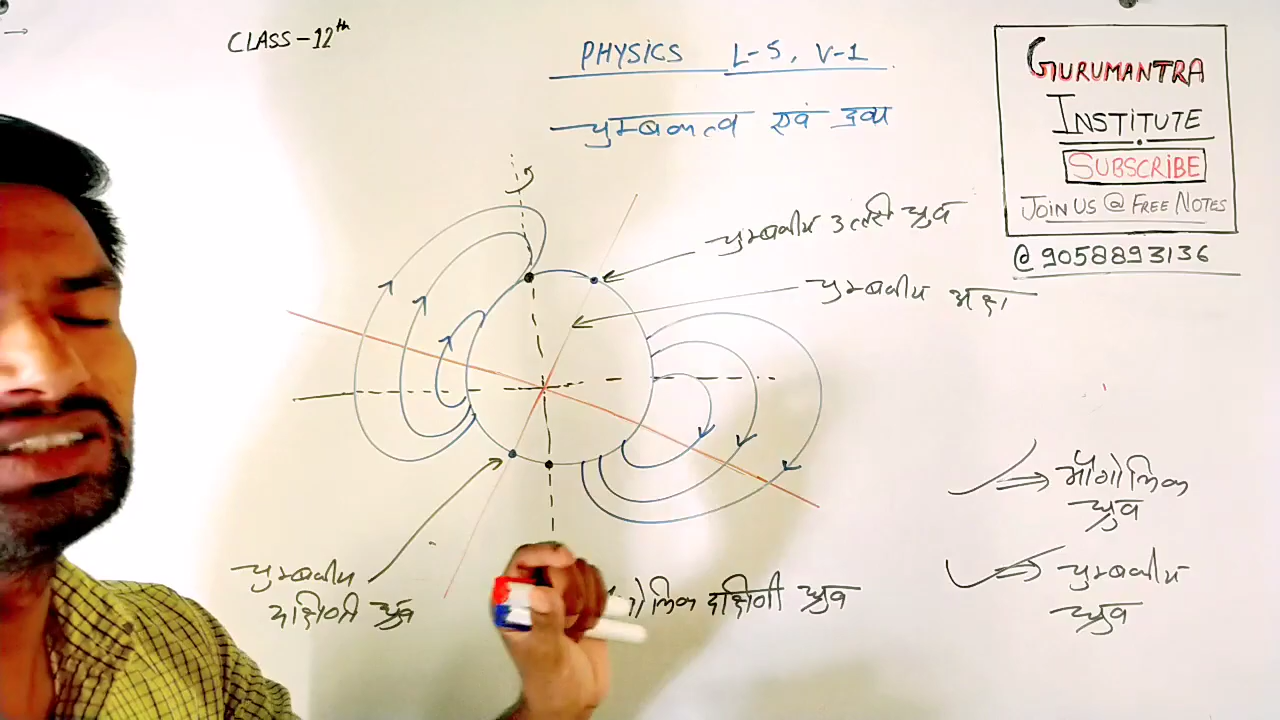 CLASS-12th
PHYSICS L-5, V-1
चुम्बकत्व एवं द्रव्य
GURUMANTRA
INSTITUTE
SUBSCRIBE
JOIN US @ FREE NOTES
@9058893136
चुम्बकीय उत्तरी ध्रुव
चुम्बकीय अक्ष
भौगोलिक
ध्रुव
चुम्बकीय
ध्रुव
चुम्बकीय
दक्षिणी ध्रुव
दक्षिणी ध्रुव